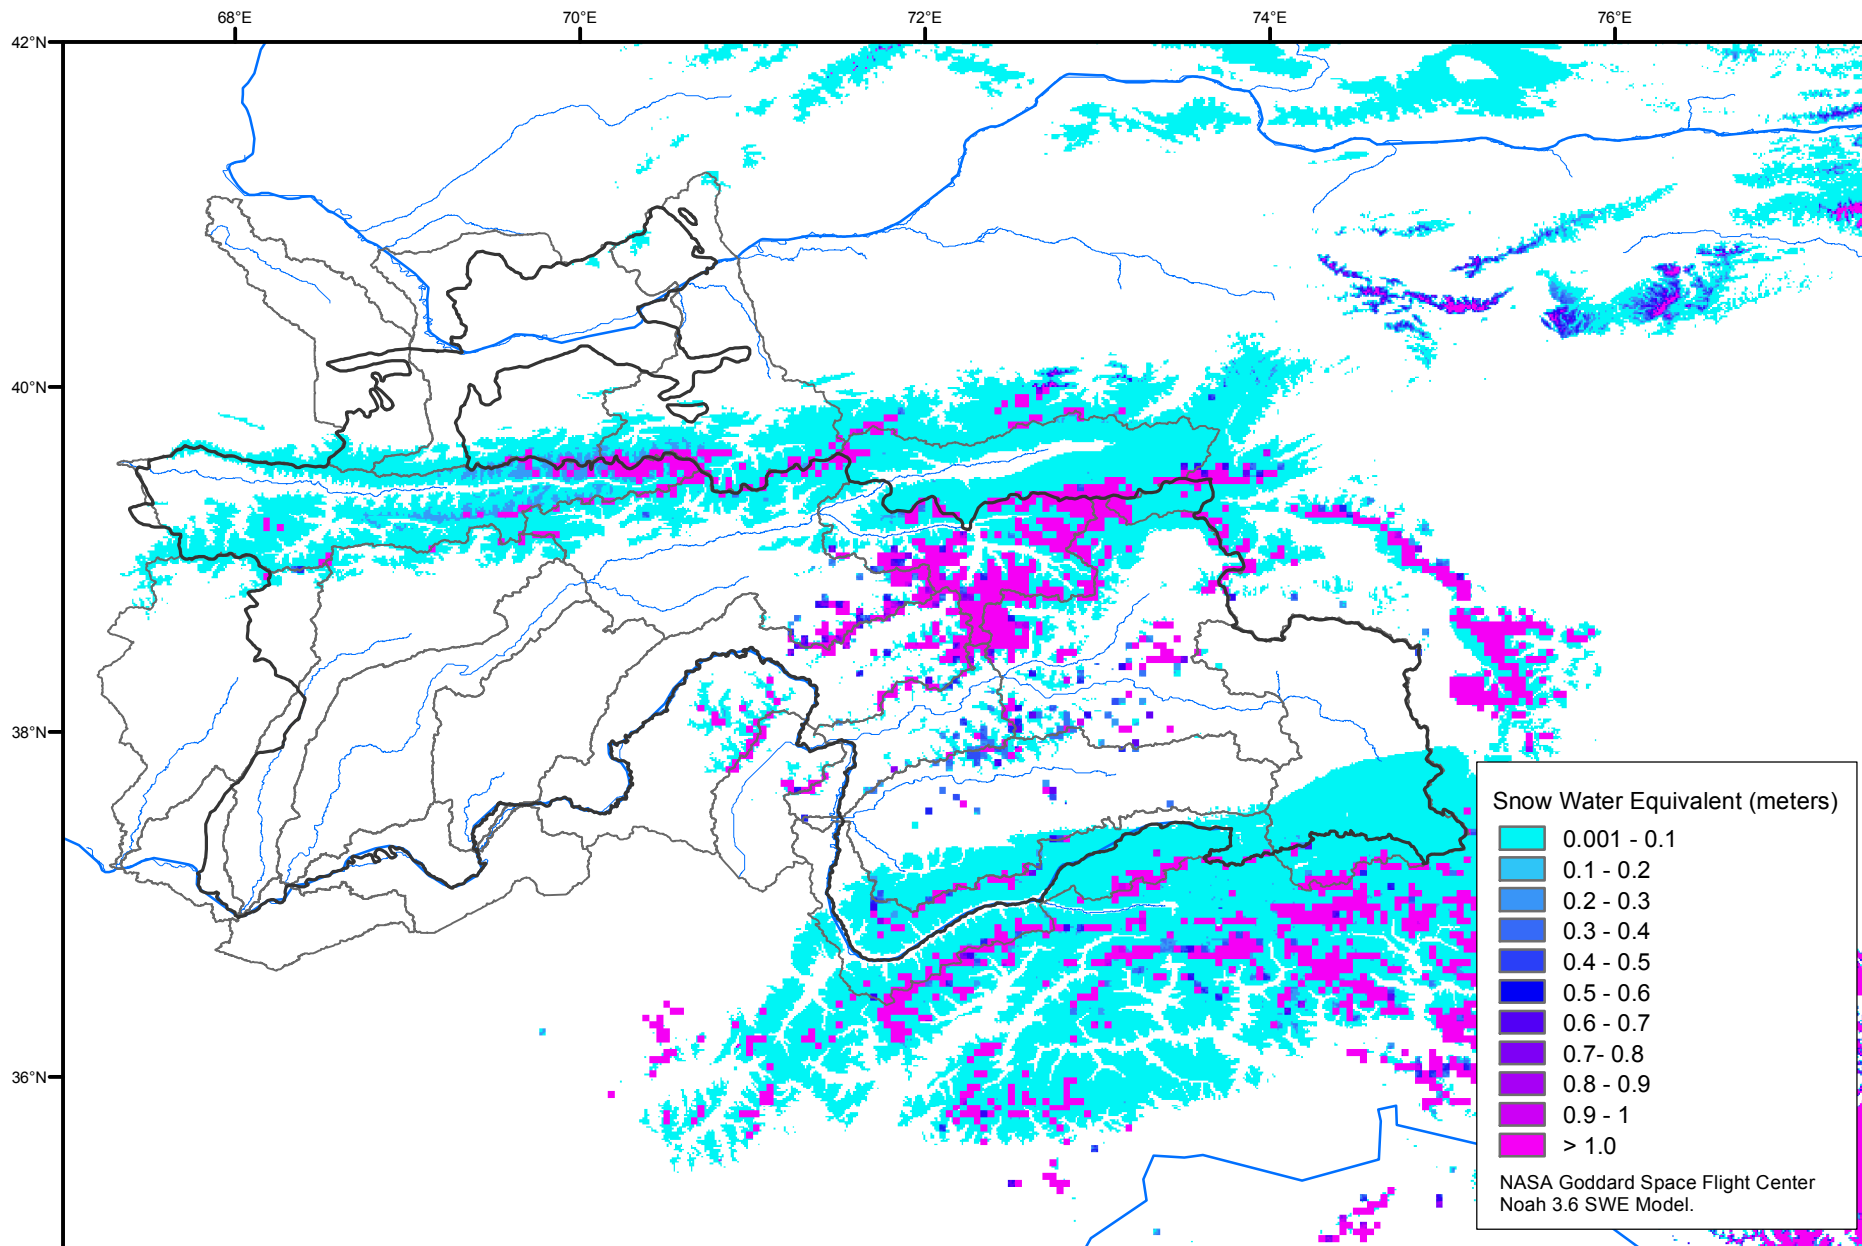 68°E 70°E 72°E 74°E 76°E
42°N
40°N
38°N
36°N
Snow Water Equivalent (meters)
0.001 - 0.1
0.1 - 0.2
0.2 - 0.3
0.3 - 0.4
0.4 - 0.5
0.5 - 0.6
0.6 - 0.7
0.7- 0.8
0.8 - 0.9
0.9 - 1
> 1.0
NASA Goddard Space Flight Center
Noah 3.6 SWE Model.